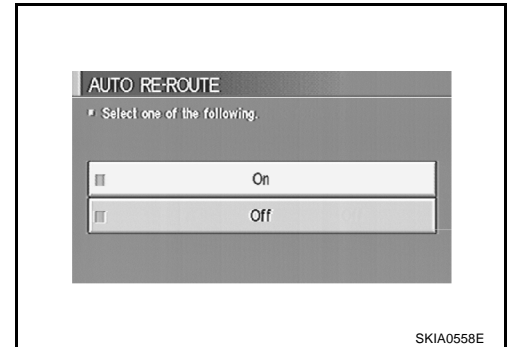 AUTO RE-ROUTE
Select one of the following.
On
Off
SKIA0558E